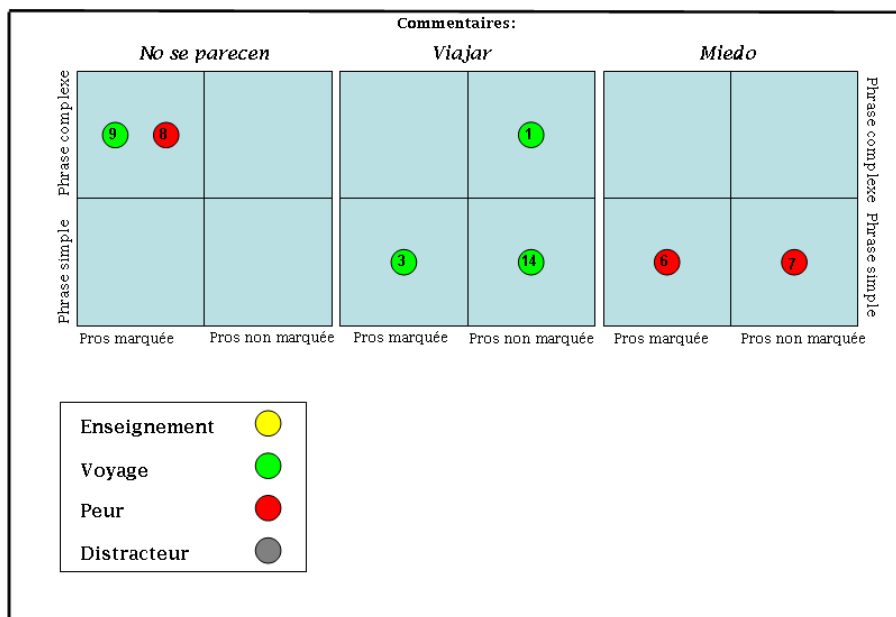 Commentaires:
No se parecen Viajar Miedo
Phrase complexe
9 8 1
Phrase complexe
Phrase simple
3 14 6 7
Phrase simple
Pros marquée Pros non marquée Pros marquée Pros non marquée Pros marquée Pros non marquée
Enseignement
Voyage
Peur
Distracteur